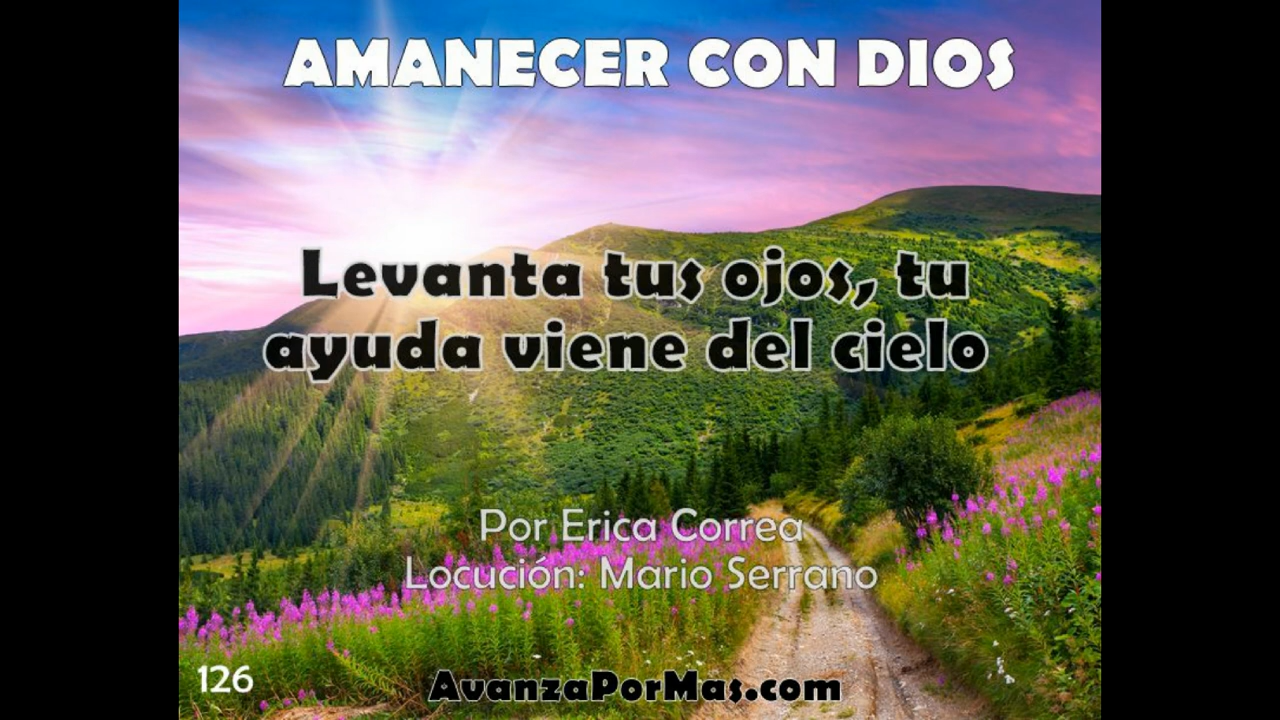 AMANECER CON DIOS
Levanta tus ojos, tu
ayuda viene del cielo
Por Erica Correa
Locución: Mario Serrano
126
AvanzaPorMas.com